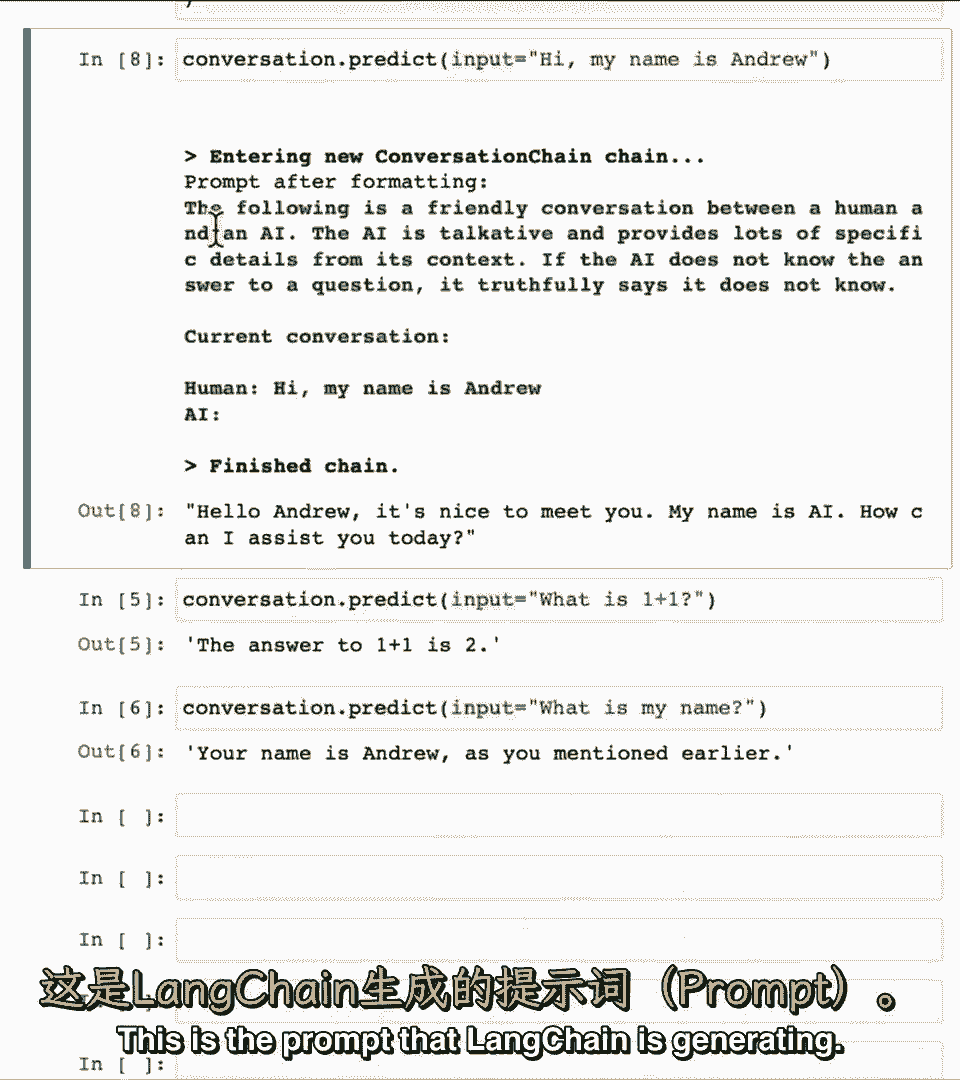 In [8]: conversation.predict(input="Hi, my name is Andrew")
> Entering new ConversationChain chain...
Prompt after formatting:
The following is a friendly conversation between a human a
nd an AI. The AI is talkative and provides lots of specifi
c details from its context. If the AI does not know the an
swer to a question, it truthfully says it does not know.
Current conversation:
Human: Hi, my name is Andrew
AI:
> Finished chain.
Out[8]: "Hello Andrew, it's nice to meet you. My name is AI. How c
an I assist you today?"
In [5]: conversation.predict(input="What is 1+1?")
Out[5]: 'The answer to 1+1 is 2.'
In [6]: conversation.predict(input="What is my name?")
Out[6]: 'Your name is Andrew, as you mentioned earlier.'
In [ ]:
In [ ]:
In [ ]:
这是LangChain生成的提示词（Prompt）。
This is the prompt that LangChain is generating.
In [ ]: